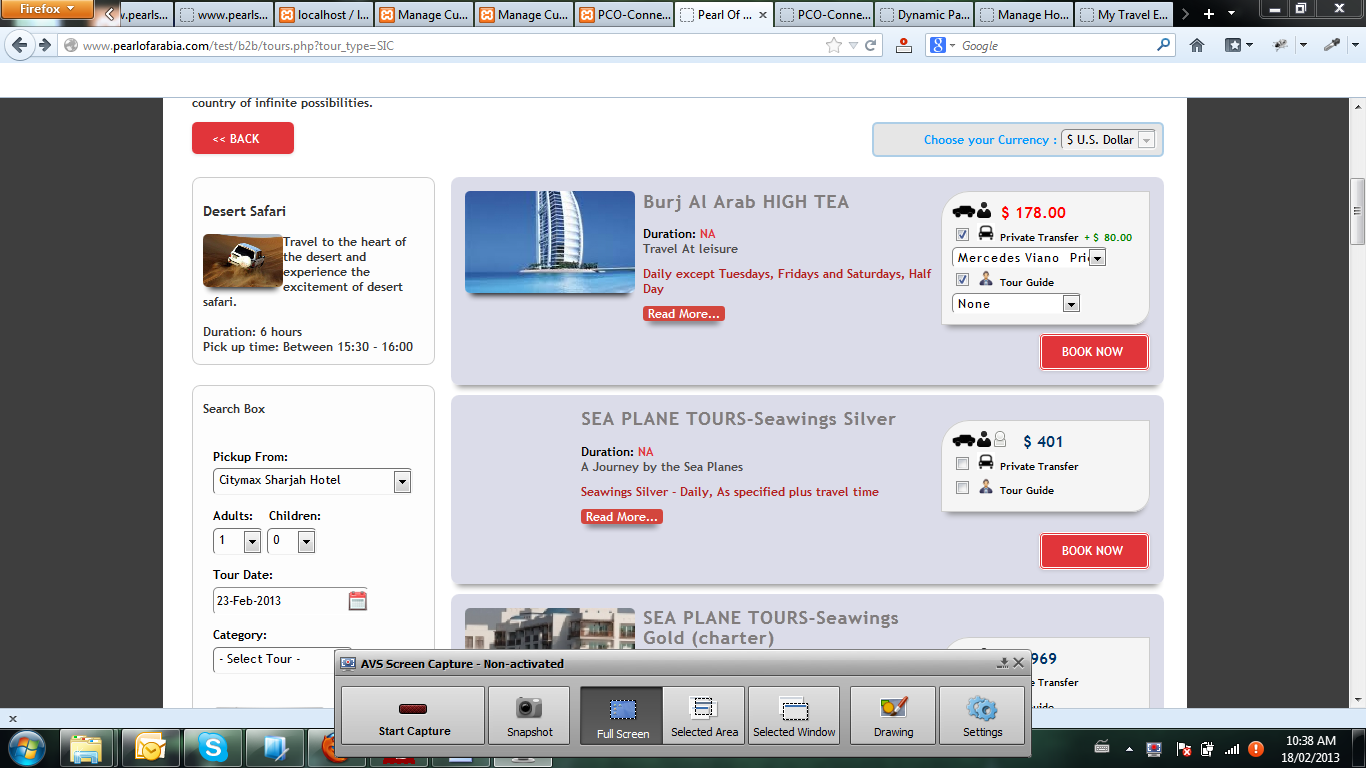 Firefox
w.pearls...
www.pearls...
localhost / l...
Manage Cu...
Manage Cu...
PCO-Conne...
Pearl Of ...
PCO-Conne...
Dynamic Pa...
Manage Ho...
My Travel E...
www.pearlofarabia.com/test/b2b/tours.php?tour_type=SIC
Google
country of infinite possibilities.
<< BACK
Choose your Currency : $ U.S. Dollar
Desert Safari
Travel to the heart of
the desert and
experience the
excitement of desert
safari.
Duration: 6 hours
Pick up time: Between 15:30 - 16:00
Search Box
Pickup From:
Citymax Sharjah Hotel
Adults: Children:
1 0
Tour Date:
23-Feb-2013
Category:
- Select Tour -
Burj Al Arab HIGH TEA
Duration: NA
Travel At leisure
Daily except Tuesdays, Fridays and Saturdays, Half
Day
Read More...
$ 178.00
Private Transfer + $ 80.00
Mercedes Viano Pri
Tour Guide
None
BOOK NOW
SEA PLANE TOURS-Seawings Silver
Duration: NA
A Journey by the Sea Planes
Seawings Silver - Daily, As specified plus travel time
Read More...
$ 401
Private Transfer
Tour Guide
BOOK NOW
SEA PLANE TOURS-Seawings
Gold (charter)
969
e Transfer
AVS Screen Capture - Non-activated
Start Capture
Snapshot
Full Screen
Selected Area
Selected Window
Drawing
Settings
10:38 AM
18/02/2013